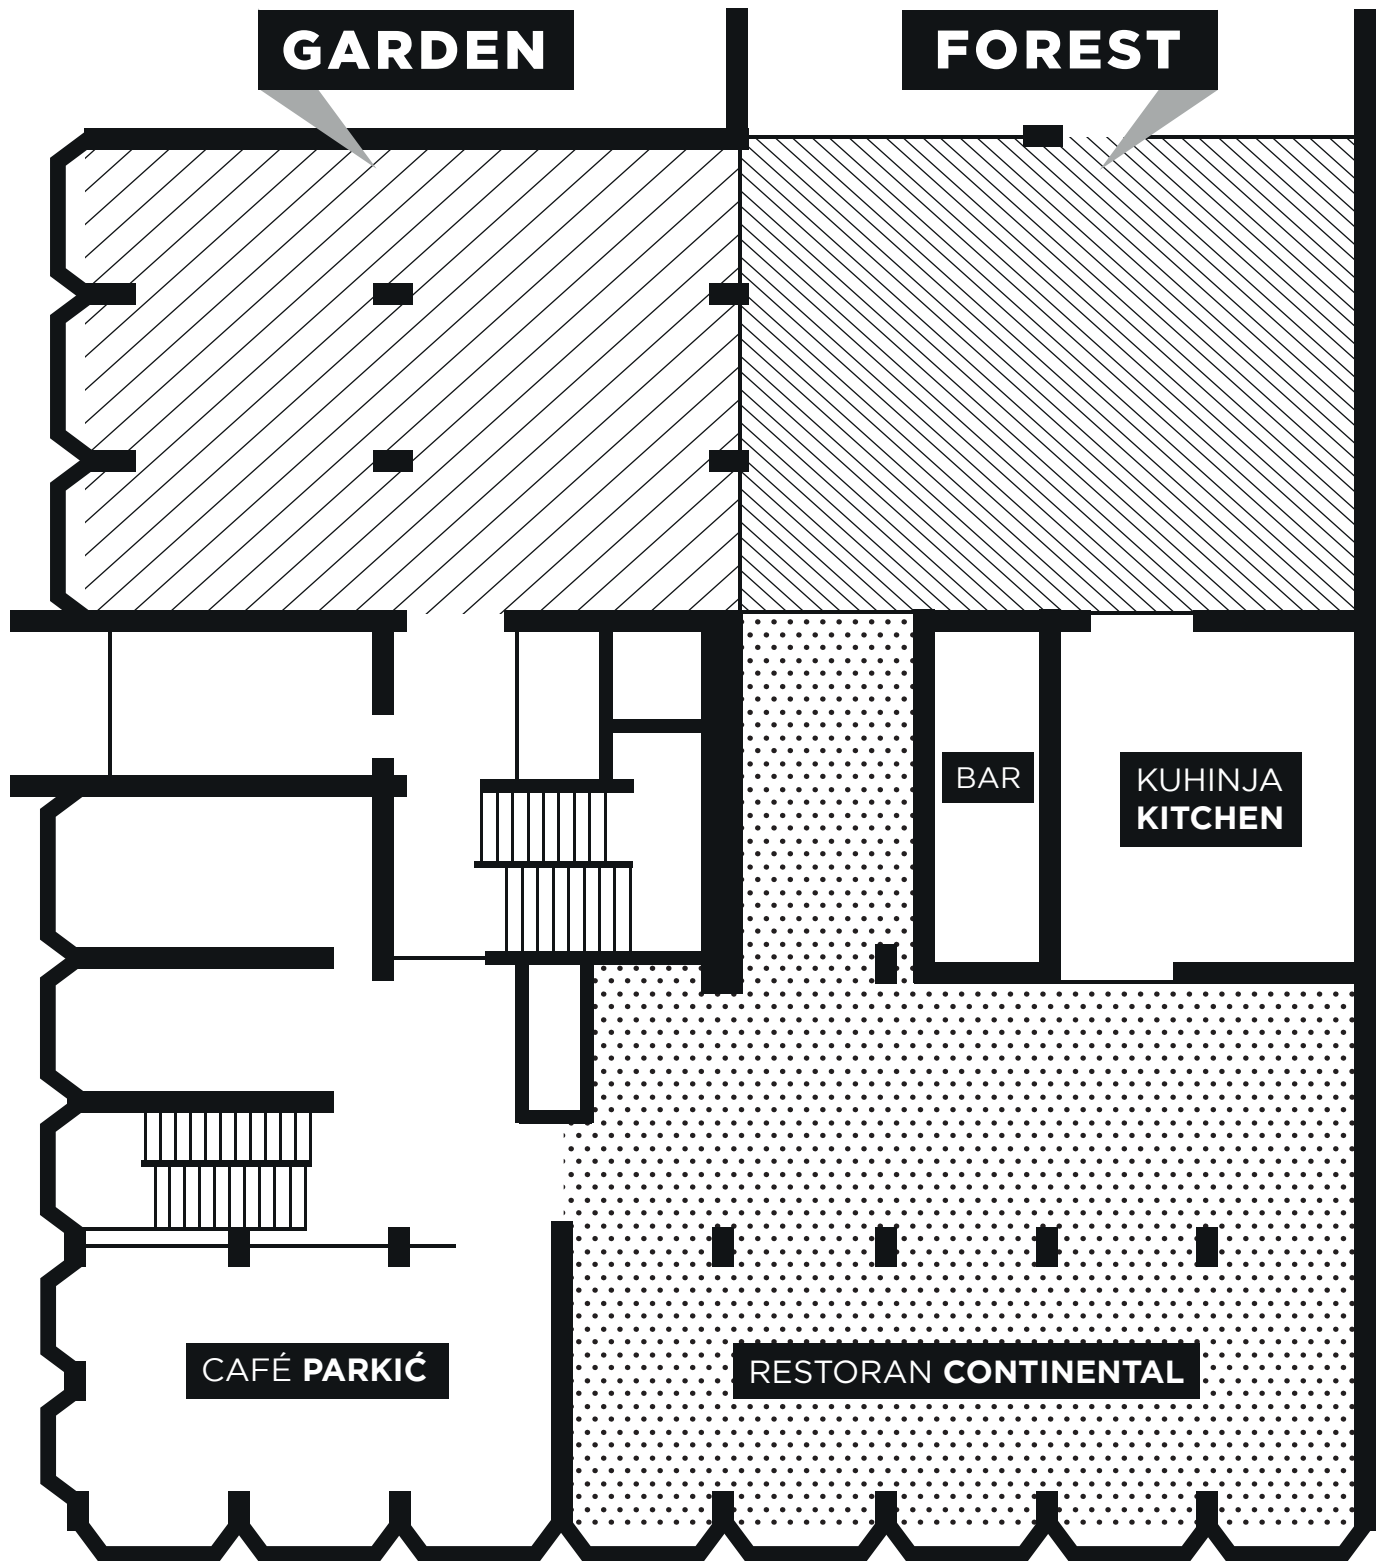 GARDEN
FOREST
BAR
KUHINJA
KITCHEN
CAFÉ PARKIĆ
RESTORAN CONTINENTAL